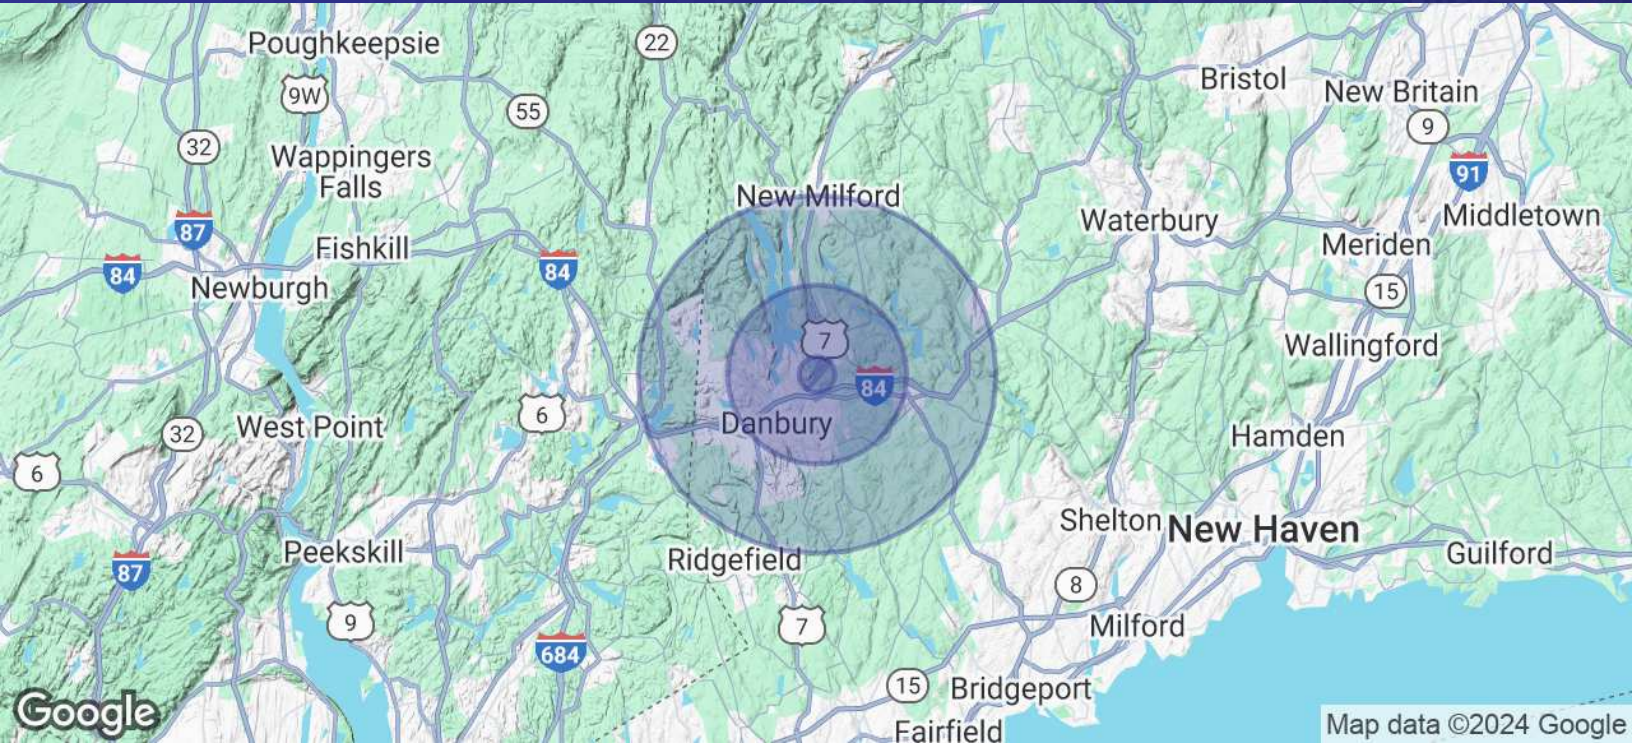 Poughkeepsie
22
Bristol
New Britain
9W
55
9
32
Wappingers
Falls
91
New Milford
Waterbury
Middletown
87
Fishkill
Meriden
84
84
Newburgh
15
7
Wallingford
84
6
Danbury
32
West Point
Hamden
6
Shelton
New Haven
Peekskill
Ridgefield
Guilford
87
8
9
7
Milford
684
15
Bridgeport
Google
Fairfield
Map data ©2024 Google